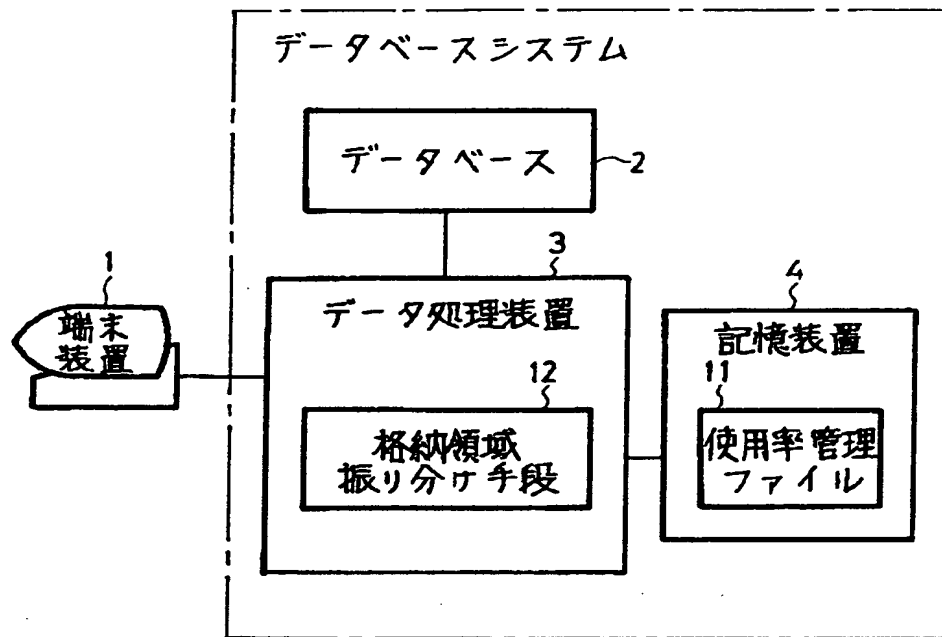 データベースシステム
データベース
2
3
データ処理装置
12
格納領域
振り分け手段
4
記憶装置
11
使用率管理
ファイル
1
端末
装置